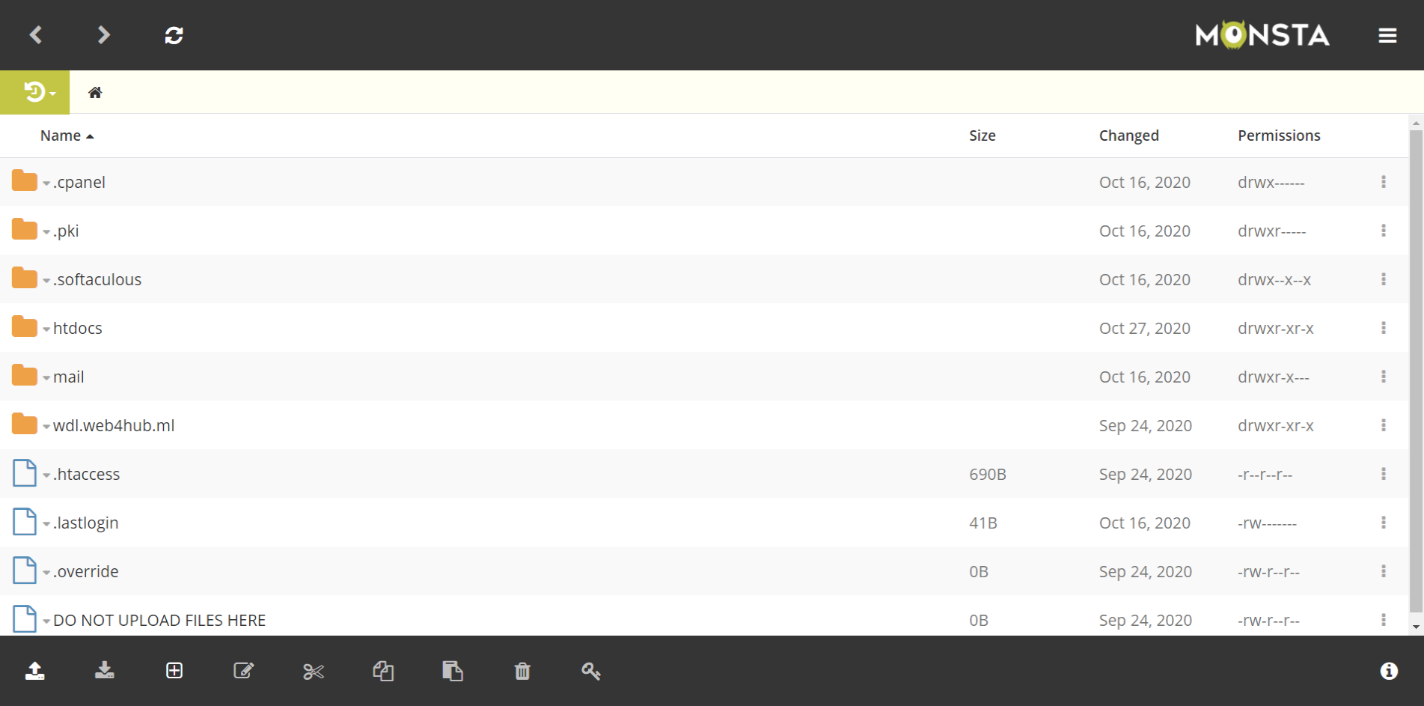 MONSTA
Name Size Changed Permissions
.cpanel Oct 16, 2020 drwx------
.pki Oct 16, 2020 drwxr-----
.softaculous Oct 16, 2020 drwx--x--x
htdocs Oct 27, 2020 drwxr-xr-x
mail Oct 16, 2020 drwxr-x---
wdl.web4hub.ml Sep 24, 2020 drwxr-xr-x
.htaccess 690B Sep 24, 2020 -r--r--r--
.lastlogin 41B Oct 16, 2020 -rw-------
.override 0B Sep 24, 2020 -rw-r--r--
DO NOT UPLOAD FILES HERE 0B Sep 24, 2020 -rw-r--r--